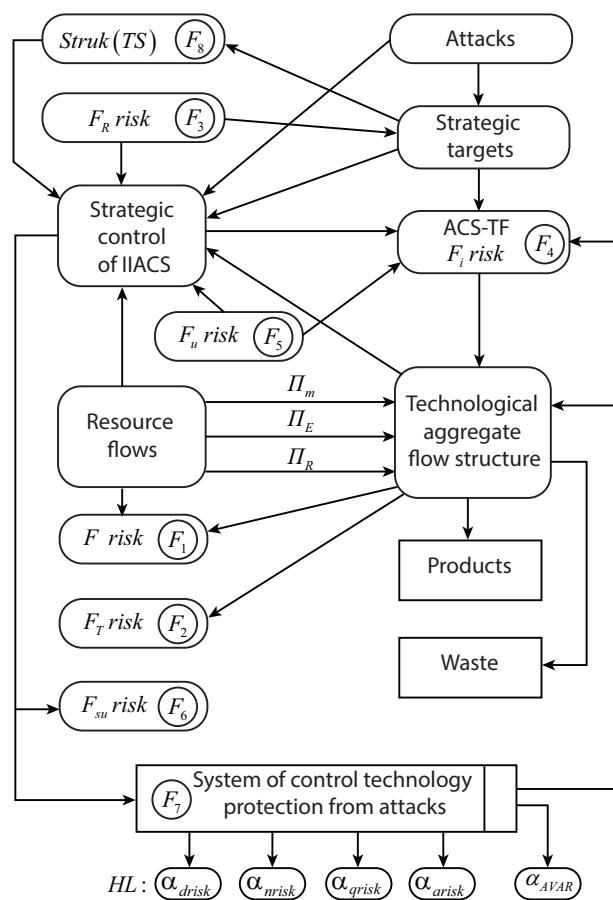 Struk(TS) F₈
Attacks
F_R risk F₃
Strategic
targets
Strategic
control
of IIACS
ACS-TF
F_i risk F₄
F_u risk F₅
Π_m
Resource
flows
Π_E
Π_R
Technological
aggregate
flow structure
F risk F₁
Products
F_T risk F₂
Waste
F_su risk F₆
F₇
System of control technology
protection from attacks
HL: α_drisk α_nrisk α_qrisk α_arisk α_AVAR